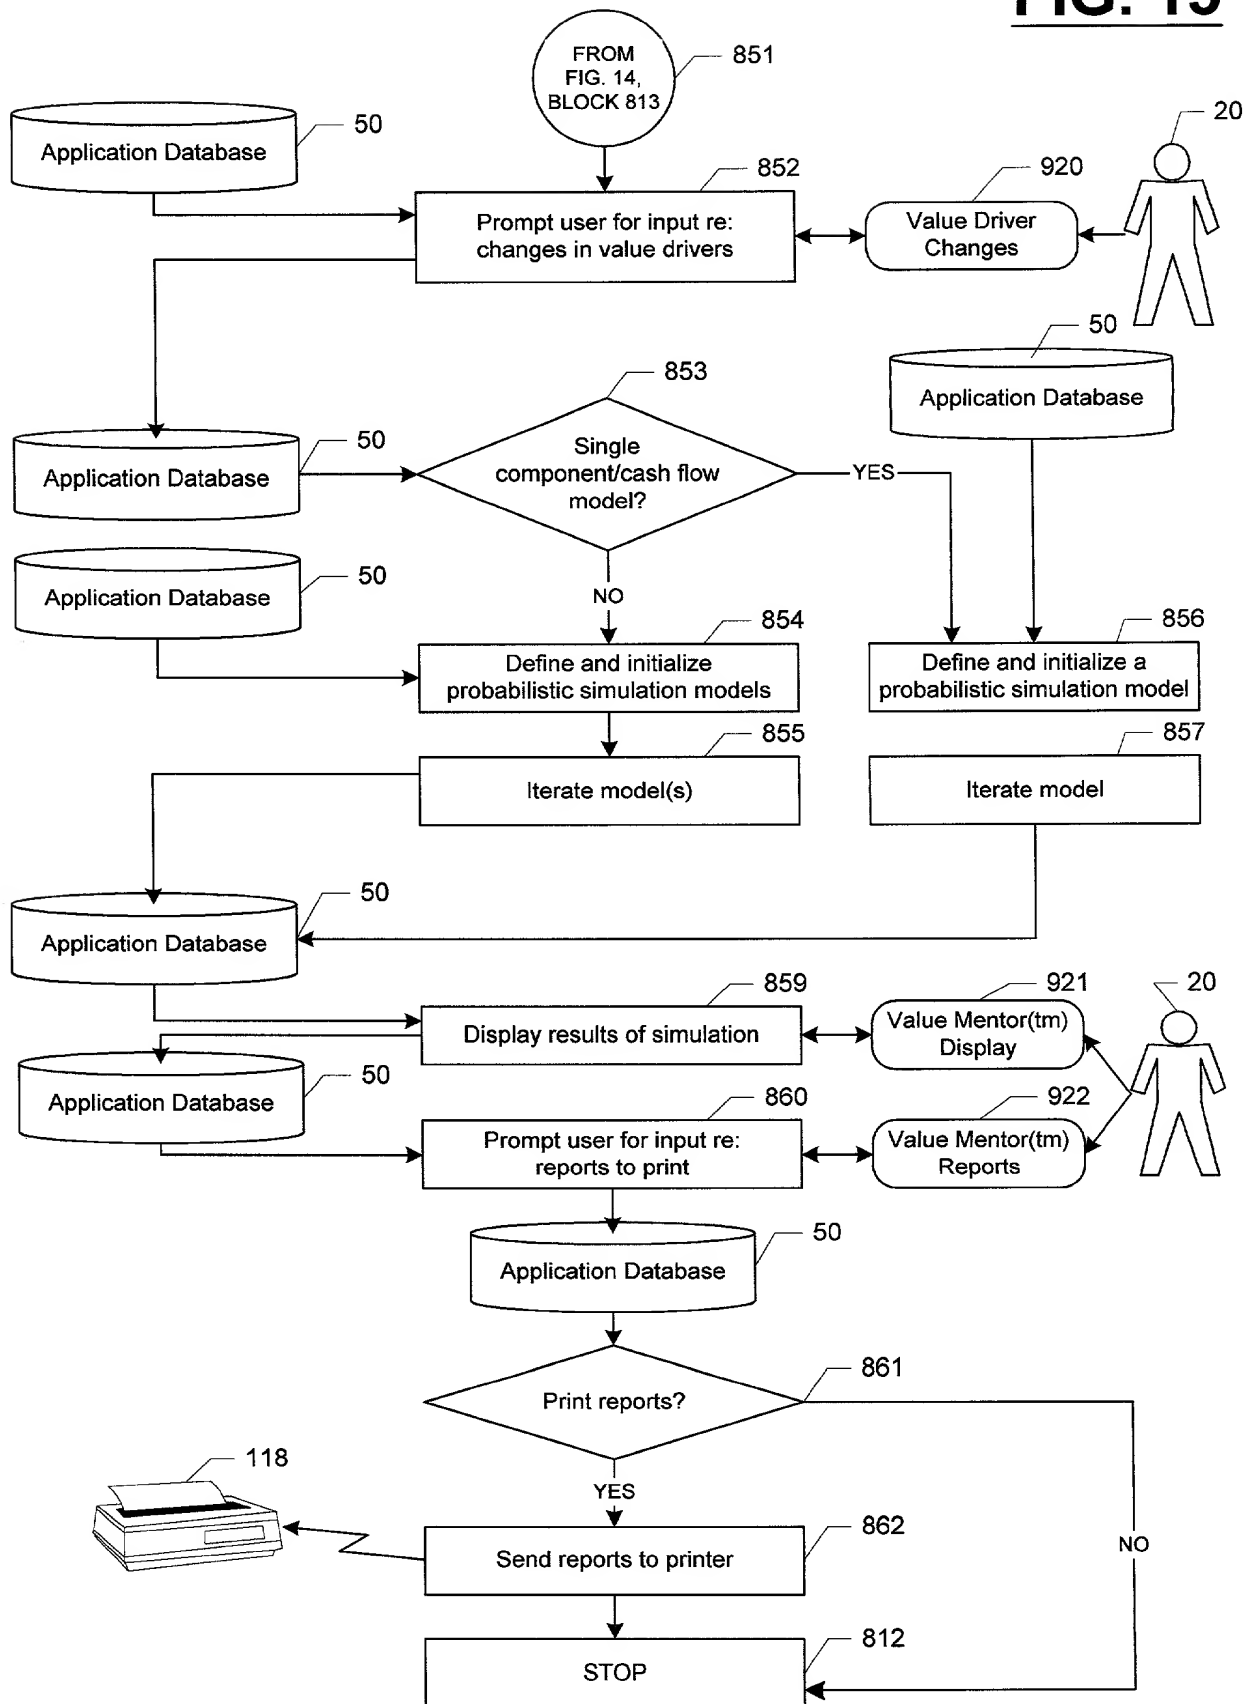 FIG. 15
FROM
FIG. 14,
BLOCK 813
851
50
Application Database
20
852
920
Prompt user for input re:
changes in value drivers
Value Driver
Changes
50
853
Application Database
50
Application Database
Single
component/cash flow
model?
YES
50
Application Database
NO
854
856
Define and initialize
probabilistic simulation models
Define and initialize a
probabilistic simulation model
855
857
Iterate model(s)
Iterate model
50
Application Database
859
921
20
Display results of simulation
Value Mentor(tm)
Display
50
Application Database
860
922
Prompt user for input re:
reports to print
Value Mentor(tm)
Reports
50
Application Database
861
Print reports?
118
YES
862
Send reports to printer
NO
812
STOP